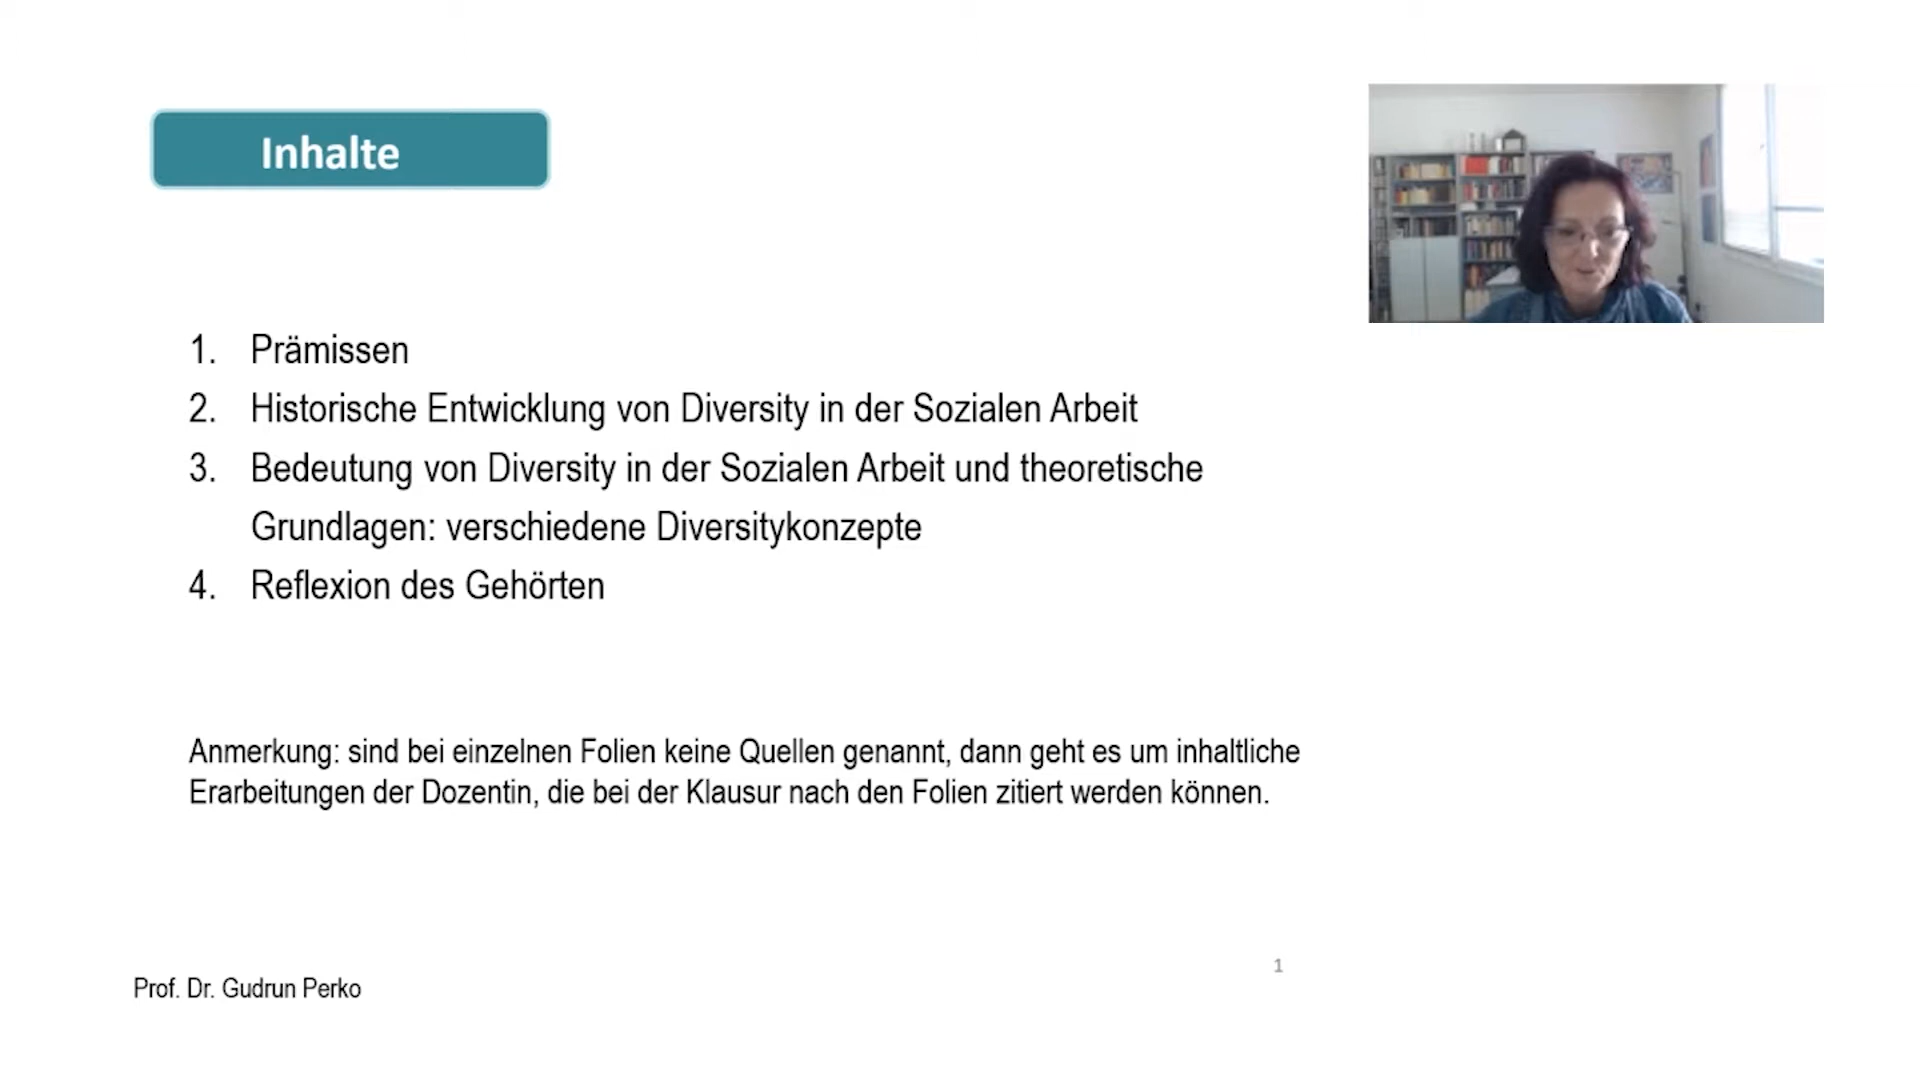 Inhalte
1. Prämissen
2. Historische Entwicklung von Diversity in der Sozialen Arbeit
3. Bedeutung von Diversity in der Sozialen Arbeit und theoretische
Grundlagen: verschiedene Diversitykonzepte
4. Reflexion des Gehörten
Anmerkung: sind bei einzelnen Folien keine Quellen genannt, dann geht es um inhaltliche
Erarbeitungen der Dozentin, die bei der Klausur nach den Folien zitiert werden können.
1
Prof. Dr. Gudrun Perko